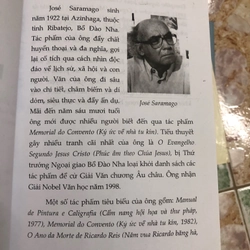 José Saramago sinh
năm 1922 tại Azinhaga, thuộc
tỉnh Ribatejo, Bồ Đào Nha.
Tác phẩm của ông đầy chất
huyền thoại và đa nghĩa, gợi
lại cổ tích qua cách nhìn độc
đáo về lịch sử, xã hội và con
người. Văn của ông đi sâu
vào chi tiết, châm biếm và dí
dỏm, siêu thực và đầy ẩn dụ.
Mãi đến năm sáu mươi tuổi
José Saramago
ông mới được nhiều người biết đến qua tác phẩm
Memorial do Convento (Ký ức về nhà tu kín). Tiểu thuyết
gây nhiều tranh cãi nhất của ông là O Evangelho
Segundo Jesus Cristo (Phúc âm theo Chúa Jesus); bị Thứ
trưởng Ngoại giao Bồ Đào Nha loại khỏi danh sách các tác
phẩm để cử Giải Văn chương Âu châu. Ông nhận
Giải Nobel Văn học năm 1998.
Một số tác phẩm tiêu biểu của ông gồm: Manual
de Pintura e Caligrafia (Cẩm nang hội họa và thư pháp,
1977), Memorial do Convento (Ký ức về nhà tu kín, 1982),
O Ano da Morte de Ricardo Reis (Năm vua Ricardo băng hà,